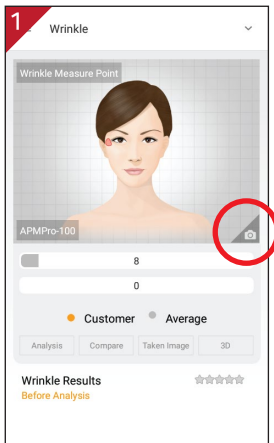 1
Wrinkle
Wrinkle Measure Point
APMPro-100
8
0
Customer Average
Analysis Compare Taken Image 3D
Wrinkle Results
Before Analysis